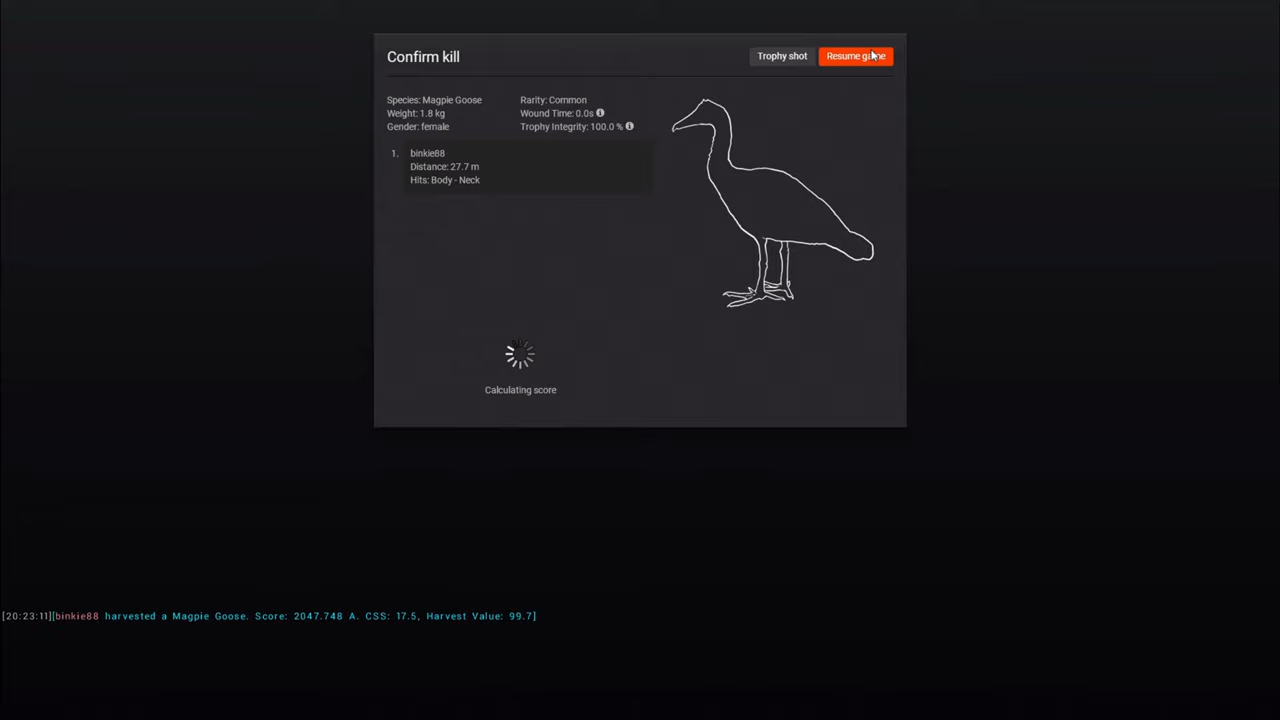 Confirm kill
Trophy shot
Resume game
Species: Magpie Goose
Weight: 1.8 kg
Gender: female
Rarity: Common
Wound Time: 0.0s
Trophy Integrity: 100.0 %
1. binkie88
Distance: 27.7 m
Hits: Body - Neck
Calculating score
[20:23:11][binkie88 harvested a Magpie Goose. Score: 2047.748 A. CSS: 17.5, Harvest Value: 99.7]